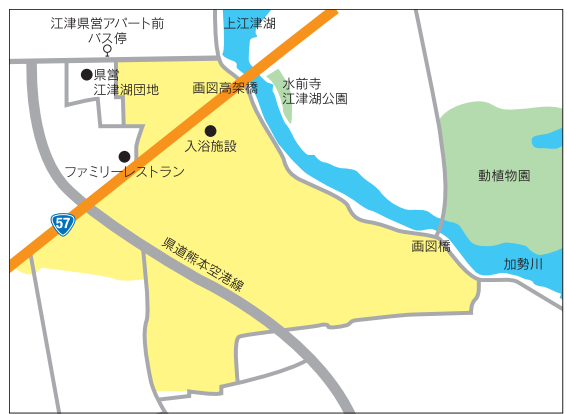 江津県営アパート前
バス停
上江津湖
県営
江津湖団地
画図高架橋
水前寺
江津湖公園
入浴施設
ファミリーレストラン
動植物園
57
県道熊本空港線
画図橋
加勢川